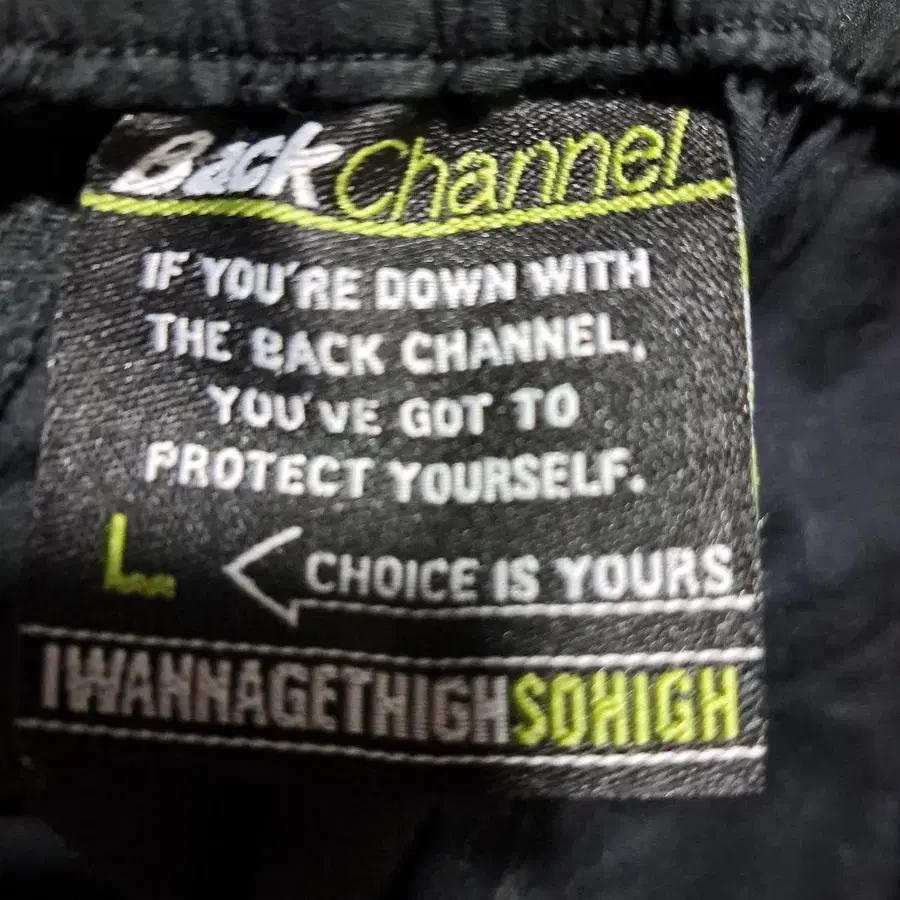 Back Channel
IF YOU'RE DOWN WITH
THE BACK CHANNEL,
YOU'VE GOT TO
PROTECT YOURSELF.
L CHOICE IS YOURS
IWANNAGETHIGHSOHIGH